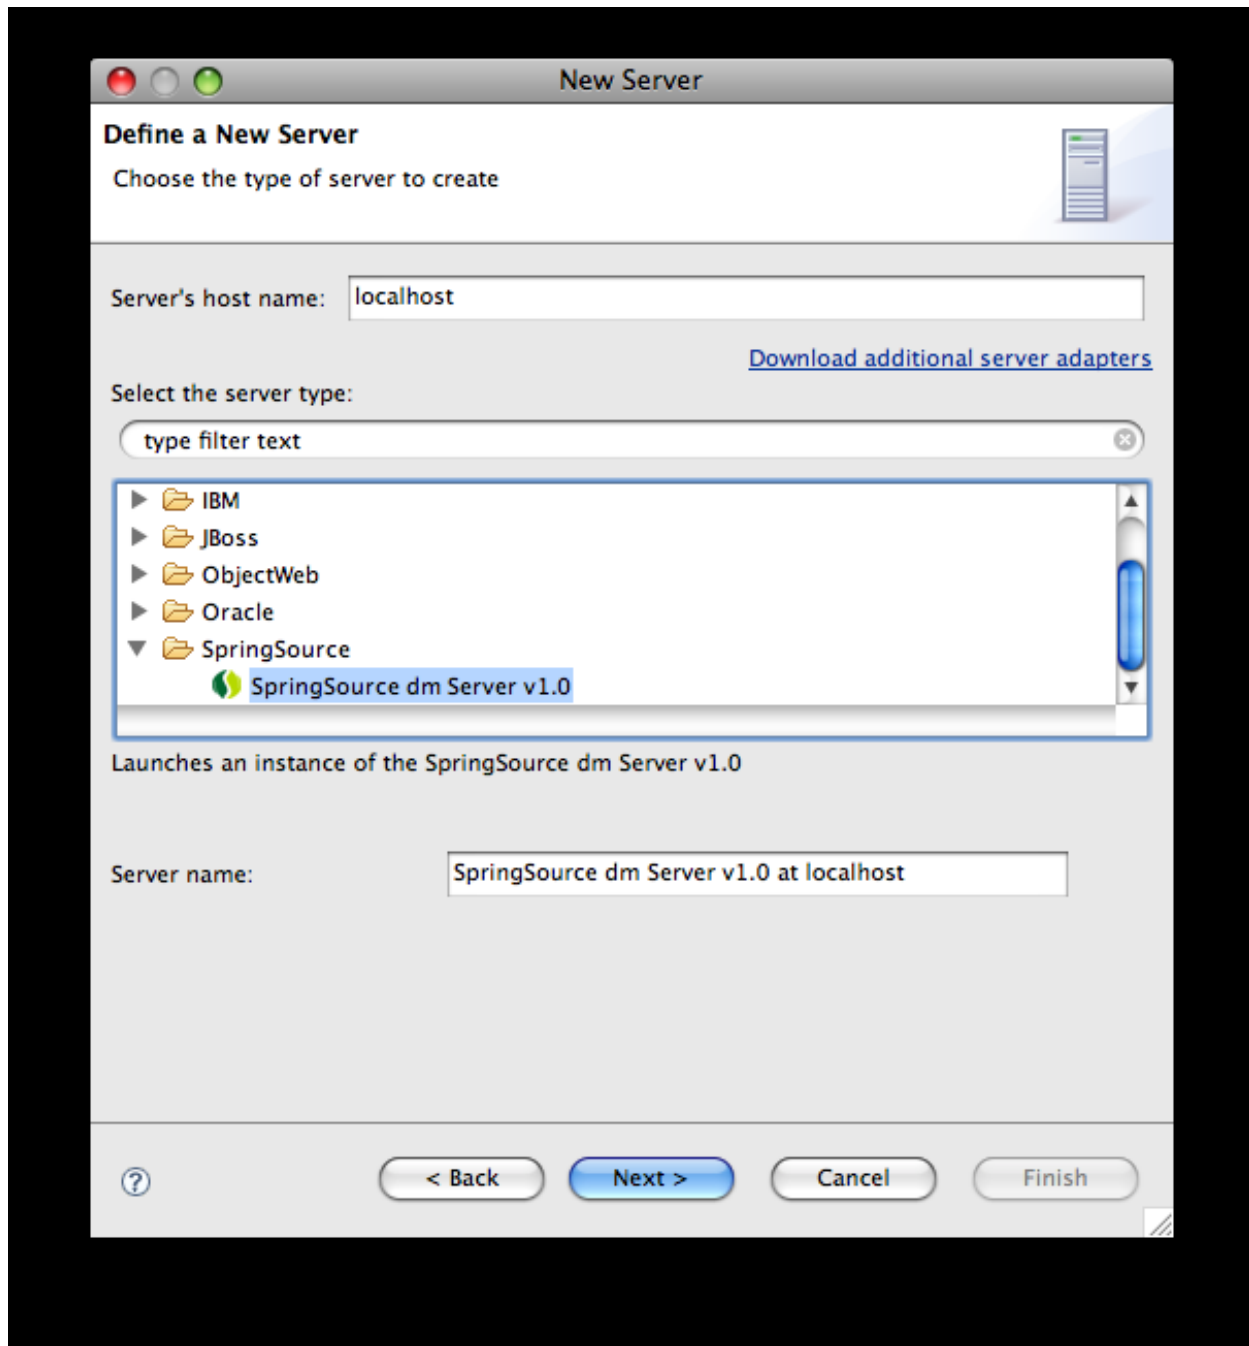 New Server
Define a New Server
Choose the type of server to create
Server's host name: localhost
Download additional server adapters
Select the server type:
type filter text
IBM
JBoss
ObjectWeb
Oracle
SpringSource
SpringSource dm Server v1.0
Launches an instance of the SpringSource dm Server v1.0
Server name: SpringSource dm Server v1.0 at localhost
? < Back Next > Cancel Finish